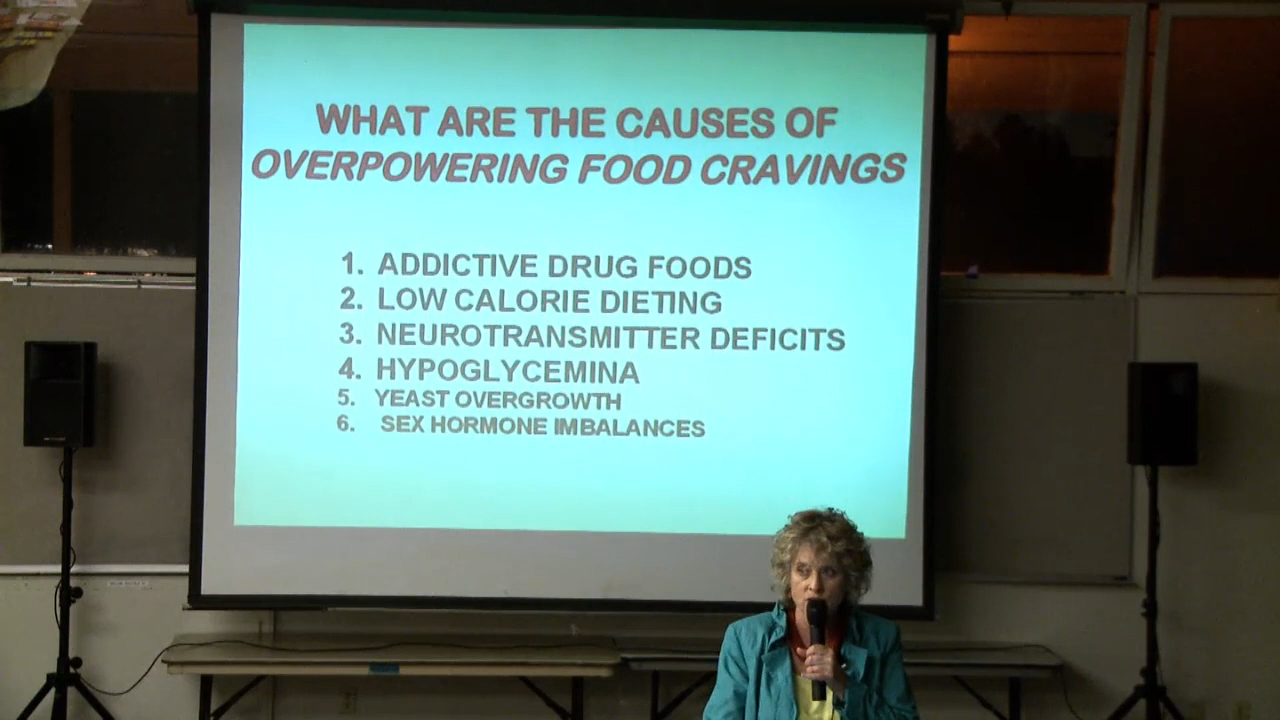 WHAT ARE THE CAUSES OF
OVERPOWERING FOOD CRAVINGS
1. ADDICTIVE DRUG FOODS
2. LOW CALORIE DIETING
3. NEUROTRANSMITTER DEFICITS
4. HYPOGLYCEMINA
5. YEAST OVERGROWTH
6. SEX HORMONE IMBALANCES